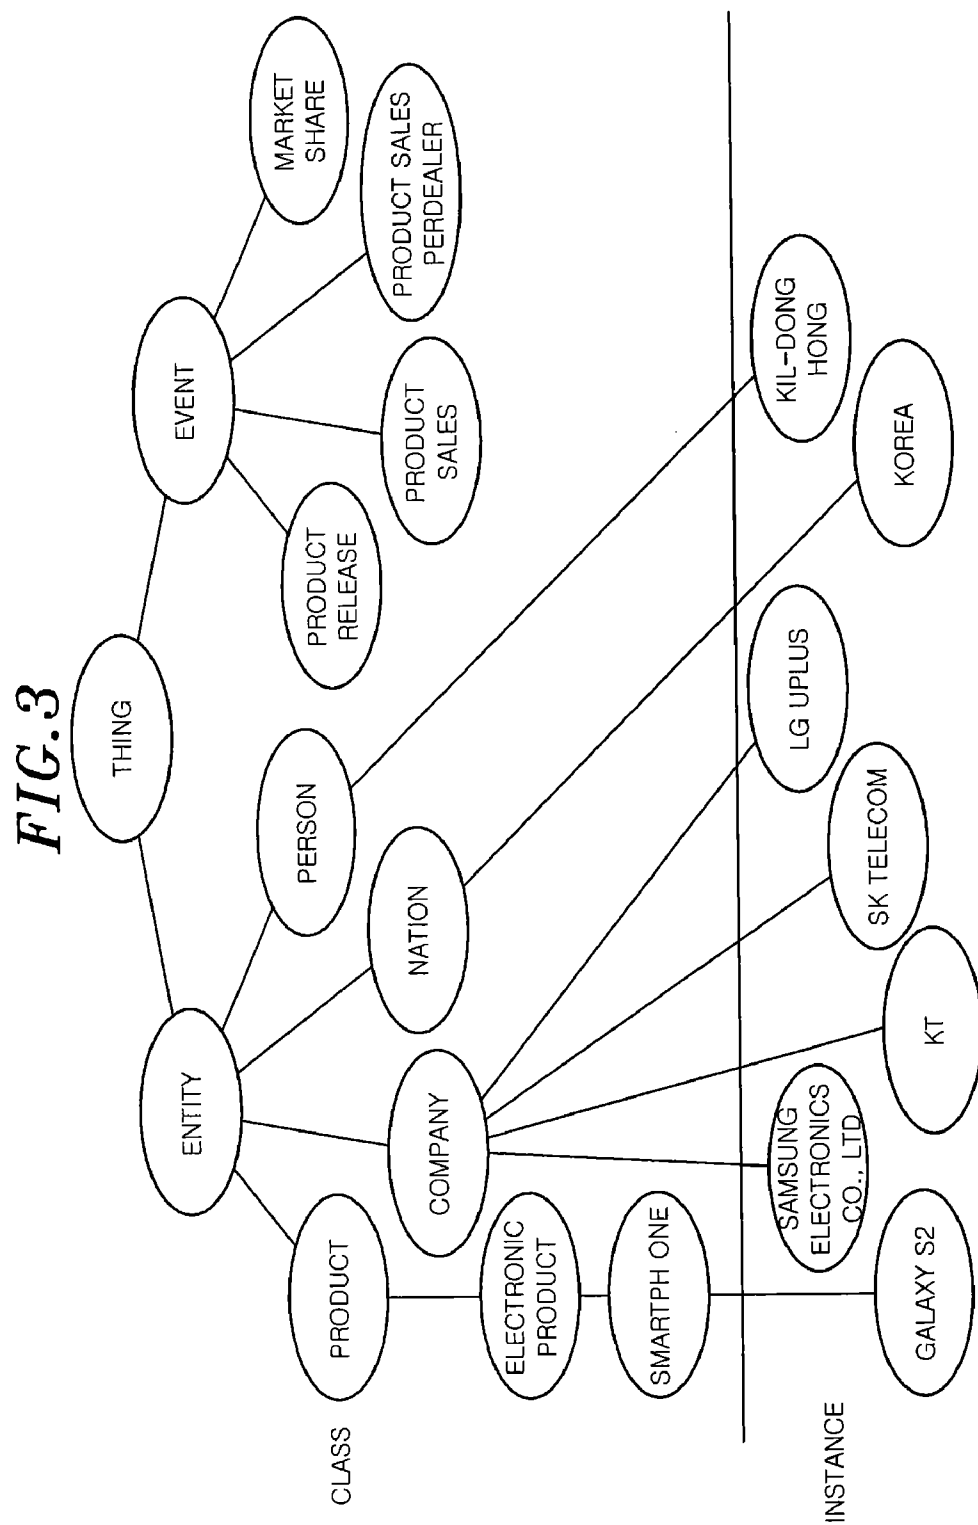 FIG.3
THING
ENTITY
EVENT
PRODUCT
COMPANY
NATION
PERSON
PRODUCT
RELEASE
PRODUCT
SALES
PRODUCT SALES
PERDEALER
MARKET
SHARE
CLASS
ELECTRONIC
PRODUCT
SMARTPH ONE
INSTANCE
GALAXY S2
SAMSUNG
ELECTRONICS
CO., LTD.
KT
SK TELECOM
LG UPLUS
KOREA
KIL-DONG
HONG